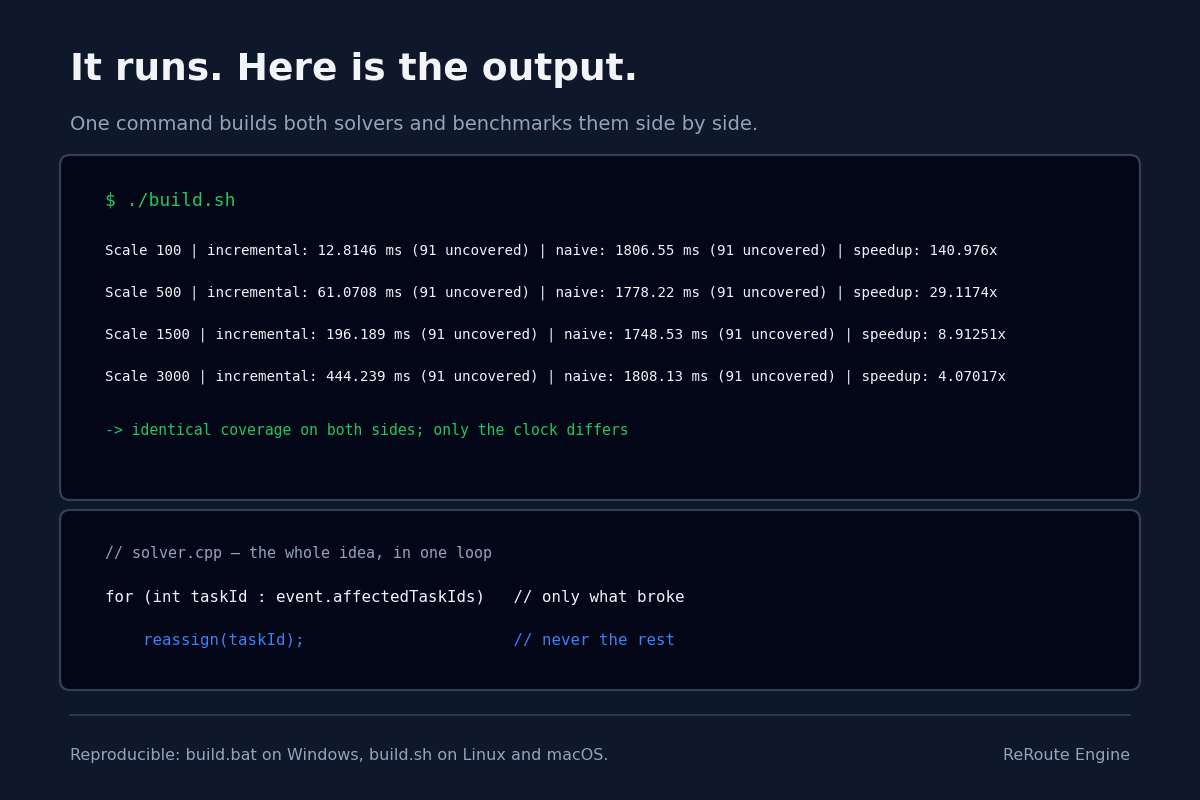 It runs. Here is the output.
One command builds both solvers and benchmarks them side by side.
$ ./build.sh
Scale 100 | incremental: 12.8146 ms (91 uncovered) | naive: 1806.55 ms (91 uncovered) | speedup: 140.976x
Scale 500 | incremental: 61.0708 ms (91 uncovered) | naive: 1778.22 ms (91 uncovered) | speedup: 29.1174x
Scale 1500 | incremental: 196.189 ms (91 uncovered) | naive: 1748.53 ms (91 uncovered) | speedup: 8.91251x
Scale 3000 | incremental: 444.239 ms (91 uncovered) | naive: 1808.13 ms (91 uncovered) | speedup: 4.07017x
-> identical coverage on both sides; only the clock differs
// solver.cpp — the whole idea, in one loop
for (int taskId : event.affectedTaskIds)   // only what broke
    reassign(taskId);                      // never the rest
Reproducible: build.bat on Windows, build.sh on Linux and macOS.
ReRoute Engine